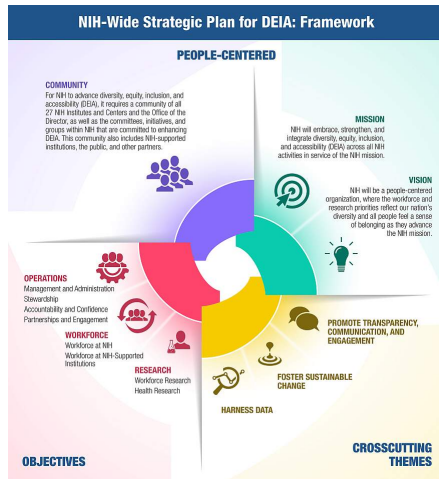 NIH-Wide Strategic Plan for DEIA: Framework
PEOPLE-CENTERED
COMMUNITY
For NIH to advance diversity, equity, inclusion, and
accessibility (DEIA), it requires a community of all
27 NIH Institutes and Centers and the Office of the
Director, as well as the committees, initiatives, and
groups within NIH that are committed to enhancing
DEIA. This community also includes NIH-supported
institutions, the public, and other partners.
MISSION
NIH will embrace, strengthen, and
integrate diversity, equity, inclusion,
and accessibility (DEIA) across all NIH
activities in service of the NIH mission.
VISION
NIH will be a people-centered
organization, where the workforce and
research priorities reflect our nation's
diversity and all people feel a sense
of belonging as they advance
the NIH mission.
OPERATIONS
Management and Administration
Stewardship
Accountability and Confidence
Partnerships and Engagement
WORKFORCE
Workforce at NIH
Workforce at NIH-Supported
Institutions
RESEARCH
Workforce Research
Health Research
PROMOTE TRANSPARENCY,
COMMUNICATION, AND
ENGAGEMENT
FOSTER SUSTAINABLE
CHANGE
HARNESS DATA
OBJECTIVES
CROSSCUTTING
THEMES